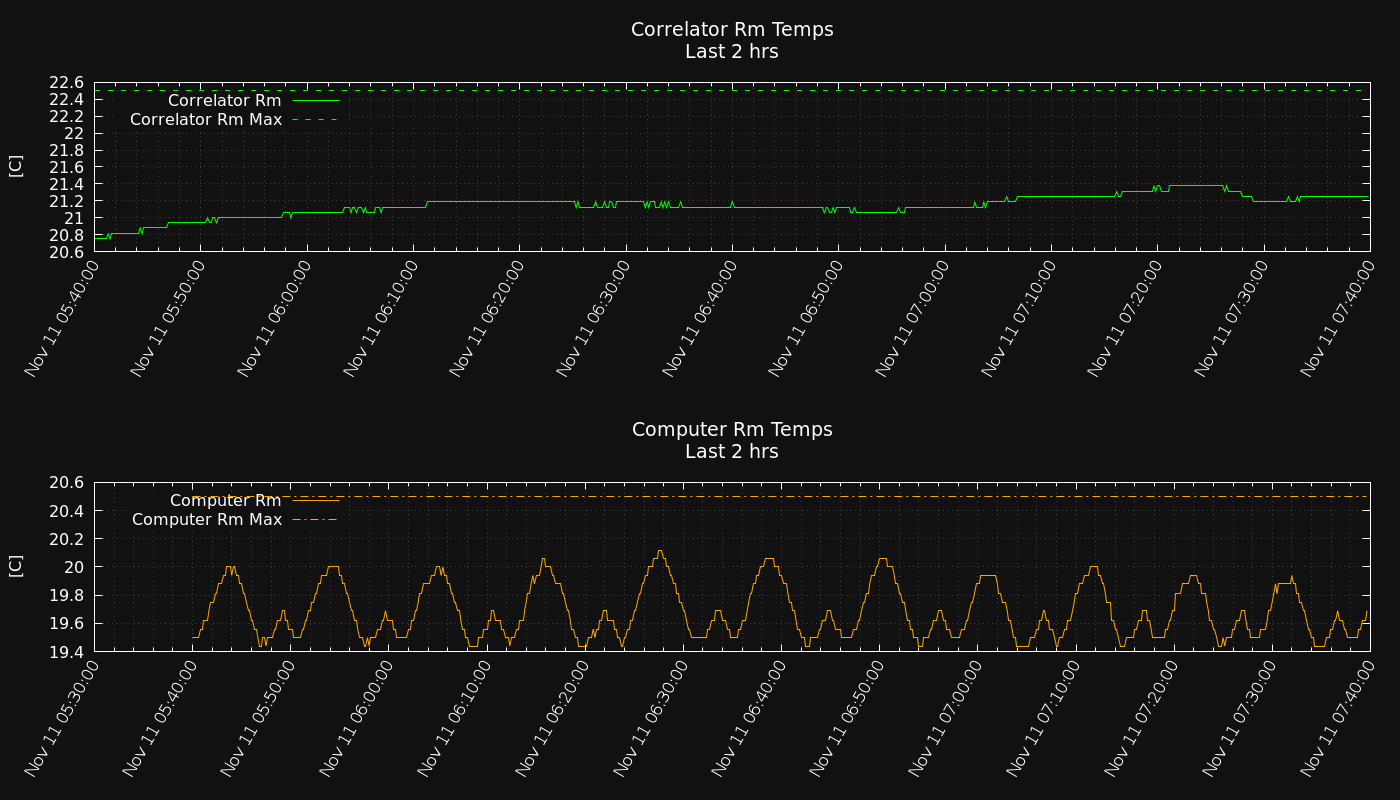 Correlator Rm Temps
Last 2 hrs
22.6
22.4
22.2
22
21.8
21.6
21.4
21.2
21
20.8
20.6
[C]
Correlator Rm
Correlator Rm Max
Nov 11 05:40:00
Nov 11 05:50:00
Nov 11 06:00:00
Nov 11 06:10:00
Nov 11 06:20:00
Nov 11 06:30:00
Nov 11 06:40:00
Nov 11 06:50:00
Nov 11 07:00:00
Nov 11 07:10:00
Nov 11 07:20:00
Nov 11 07:30:00
Nov 11 07:40:00
Computer Rm Temps
Last 2 hrs
20.6
20.4
20.2
20
19.8
19.6
19.4
[C]
Computer Rm
Computer Rm Max
Nov 11 05:30:00
Nov 11 05:40:00
Nov 11 05:50:00
Nov 11 06:00:00
Nov 11 06:10:00
Nov 11 06:20:00
Nov 11 06:30:00
Nov 11 06:40:00
Nov 11 06:50:00
Nov 11 07:00:00
Nov 11 07:10:00
Nov 11 07:20:00
Nov 11 07:30:00
Nov 11 07:40:00